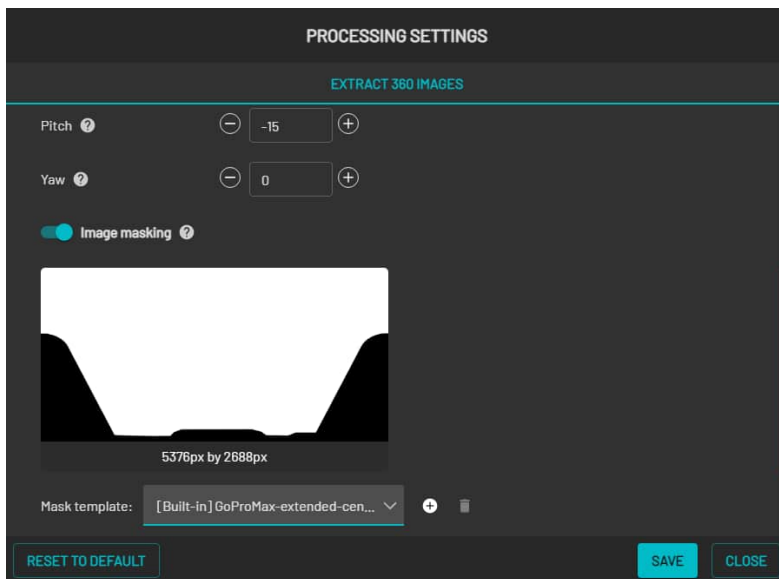 PROCESSING SETTINGS
EXTRACT 360 IMAGES
Pitch ? -15
Yaw ? 0
Image masking ?
5376px by 2688px
Mask template: [Built-in] GoProMax-extended-cen...
RESET TO DEFAULT SAVE CLOSE